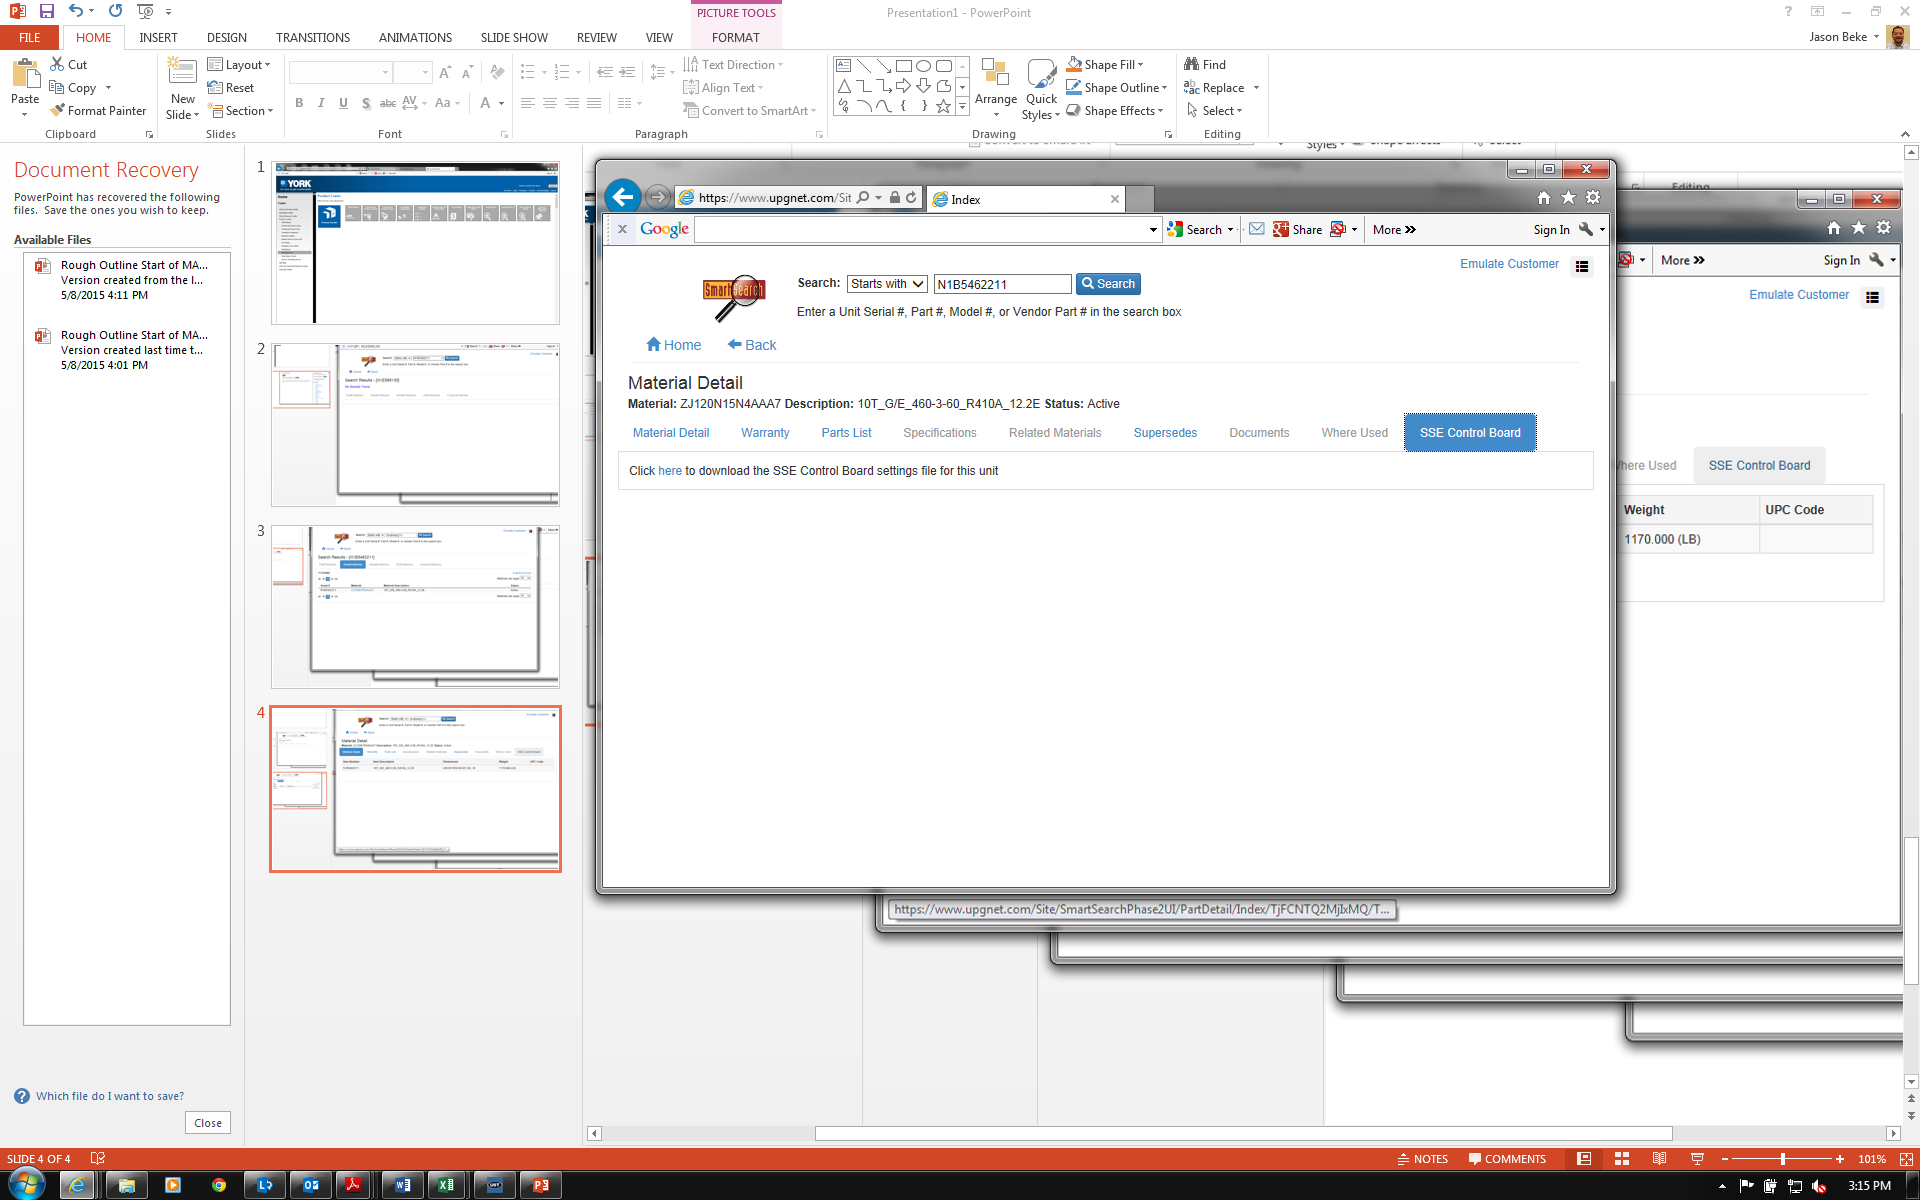 PICTURE TOOLS
Presentation1 - PowerPoint
FILE HOME INSERT DESIGN TRANSITIONS ANIMATIONS SLIDE SHOW REVIEW VIEW FORMAT
Jason Beke
Paste
Cut
Copy
Format Painter
Clipboard
New Slide
Layout
Reset
Section
Slides
Font
Text Direction
Align Text
Convert to SmartArt
Paragraph
Arrange
Quick Styles
Shape Fill
Shape Outline
Shape Effects
Drawing
Find
Replace
Select
Editing
Document Recovery
PowerPoint has recovered the following
files. Save the ones you wish to keep.
Available Files
Rough Outline Start of MA...
Version created from the l...
5/8/2015 4:11 PM
Rough Outline Start of MA...
Version created last time t...
5/8/2015 4:01 PM
Which file do I want to save?
Close
1
YORK
2
3
4
https://www.upgnet.com/Sit
Index
Google
Search
Share
More »
Sign In
Emulate Customer
SmartSearch
Search: Starts with N1B5462211 Search
Enter a Unit Serial #, Part #, Model #, or Vendor Part # in the search box
Home Back
Material Detail
Material: ZJ120N15N4AAA7 Description: 10T_G/E_460-3-60_R410A_12.2E Status: Active
Material Detail Warranty Parts List Specifications Related Materials Supersedes Documents Where Used SSE Control Board
Click here to download the SSE Control Board settings file for this unit
More » Sign In
Emulate Customer
Where Used SSE Control Board
Weight UPC Code
1170.000 (LB)
https://www.upgnet.com/Site/SmartSearchPhase2UI/PartDetail/Index/TjFCNTQ2MjIxMQ/T...
SLIDE 4 OF 4
NOTES COMMENTS 101%
3:15 PM